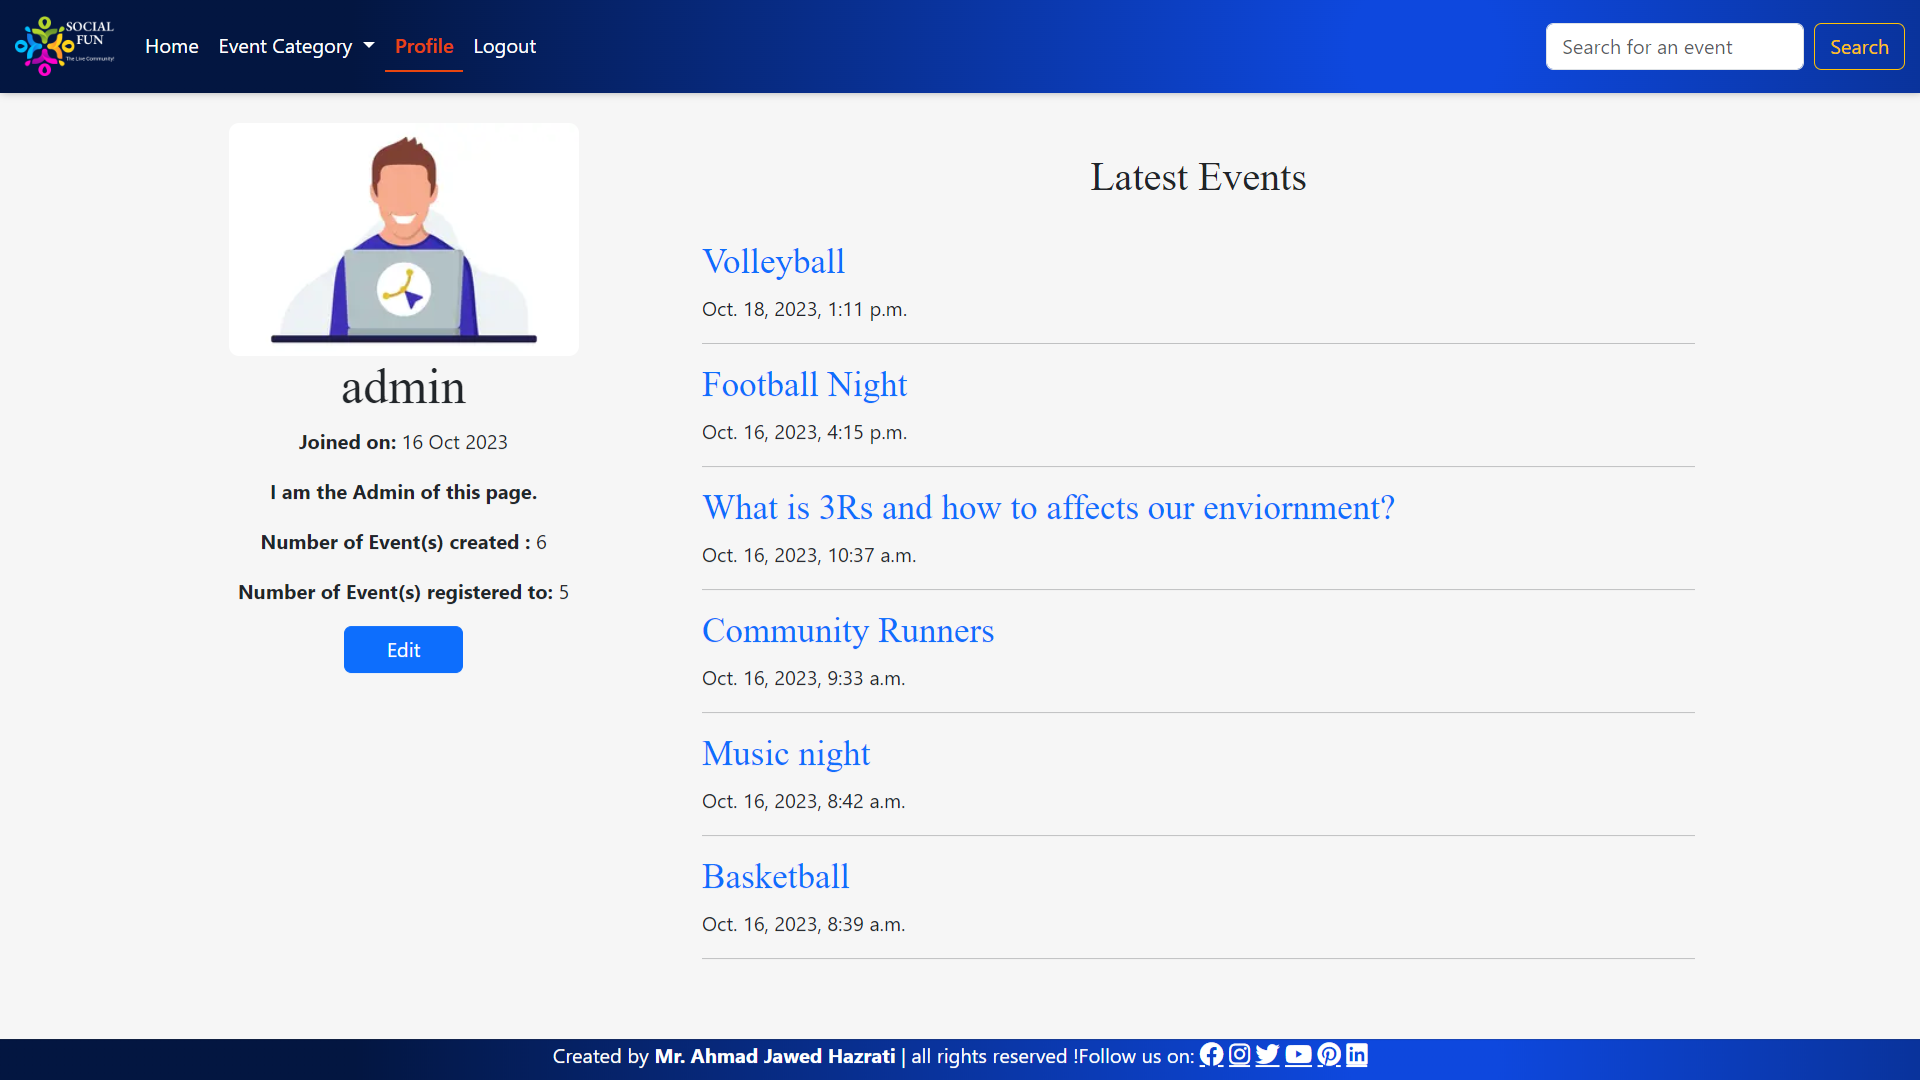 SOCIAL
FUN
The Live Community!
Home
Event Category
Profile
Logout
Search for an event
Search
admin
Joined on: 16 Oct 2023
I am the Admin of this page.
Number of Event(s) created : 6
Number of Event(s) registered to: 5
Edit
Latest Events
Volleyball
Oct. 18, 2023, 1:11 p.m.
Football Night
Oct. 16, 2023, 4:15 p.m.
What is 3Rs and how to affects our enviornment?
Oct. 16, 2023, 10:37 a.m.
Community Runners
Oct. 16, 2023, 9:33 a.m.
Music night
Oct. 16, 2023, 8:42 a.m.
Basketball
Oct. 16, 2023, 8:39 a.m.
Created by Mr. Ahmad Jawed Hazrati | all rights reserved !Follow us on: